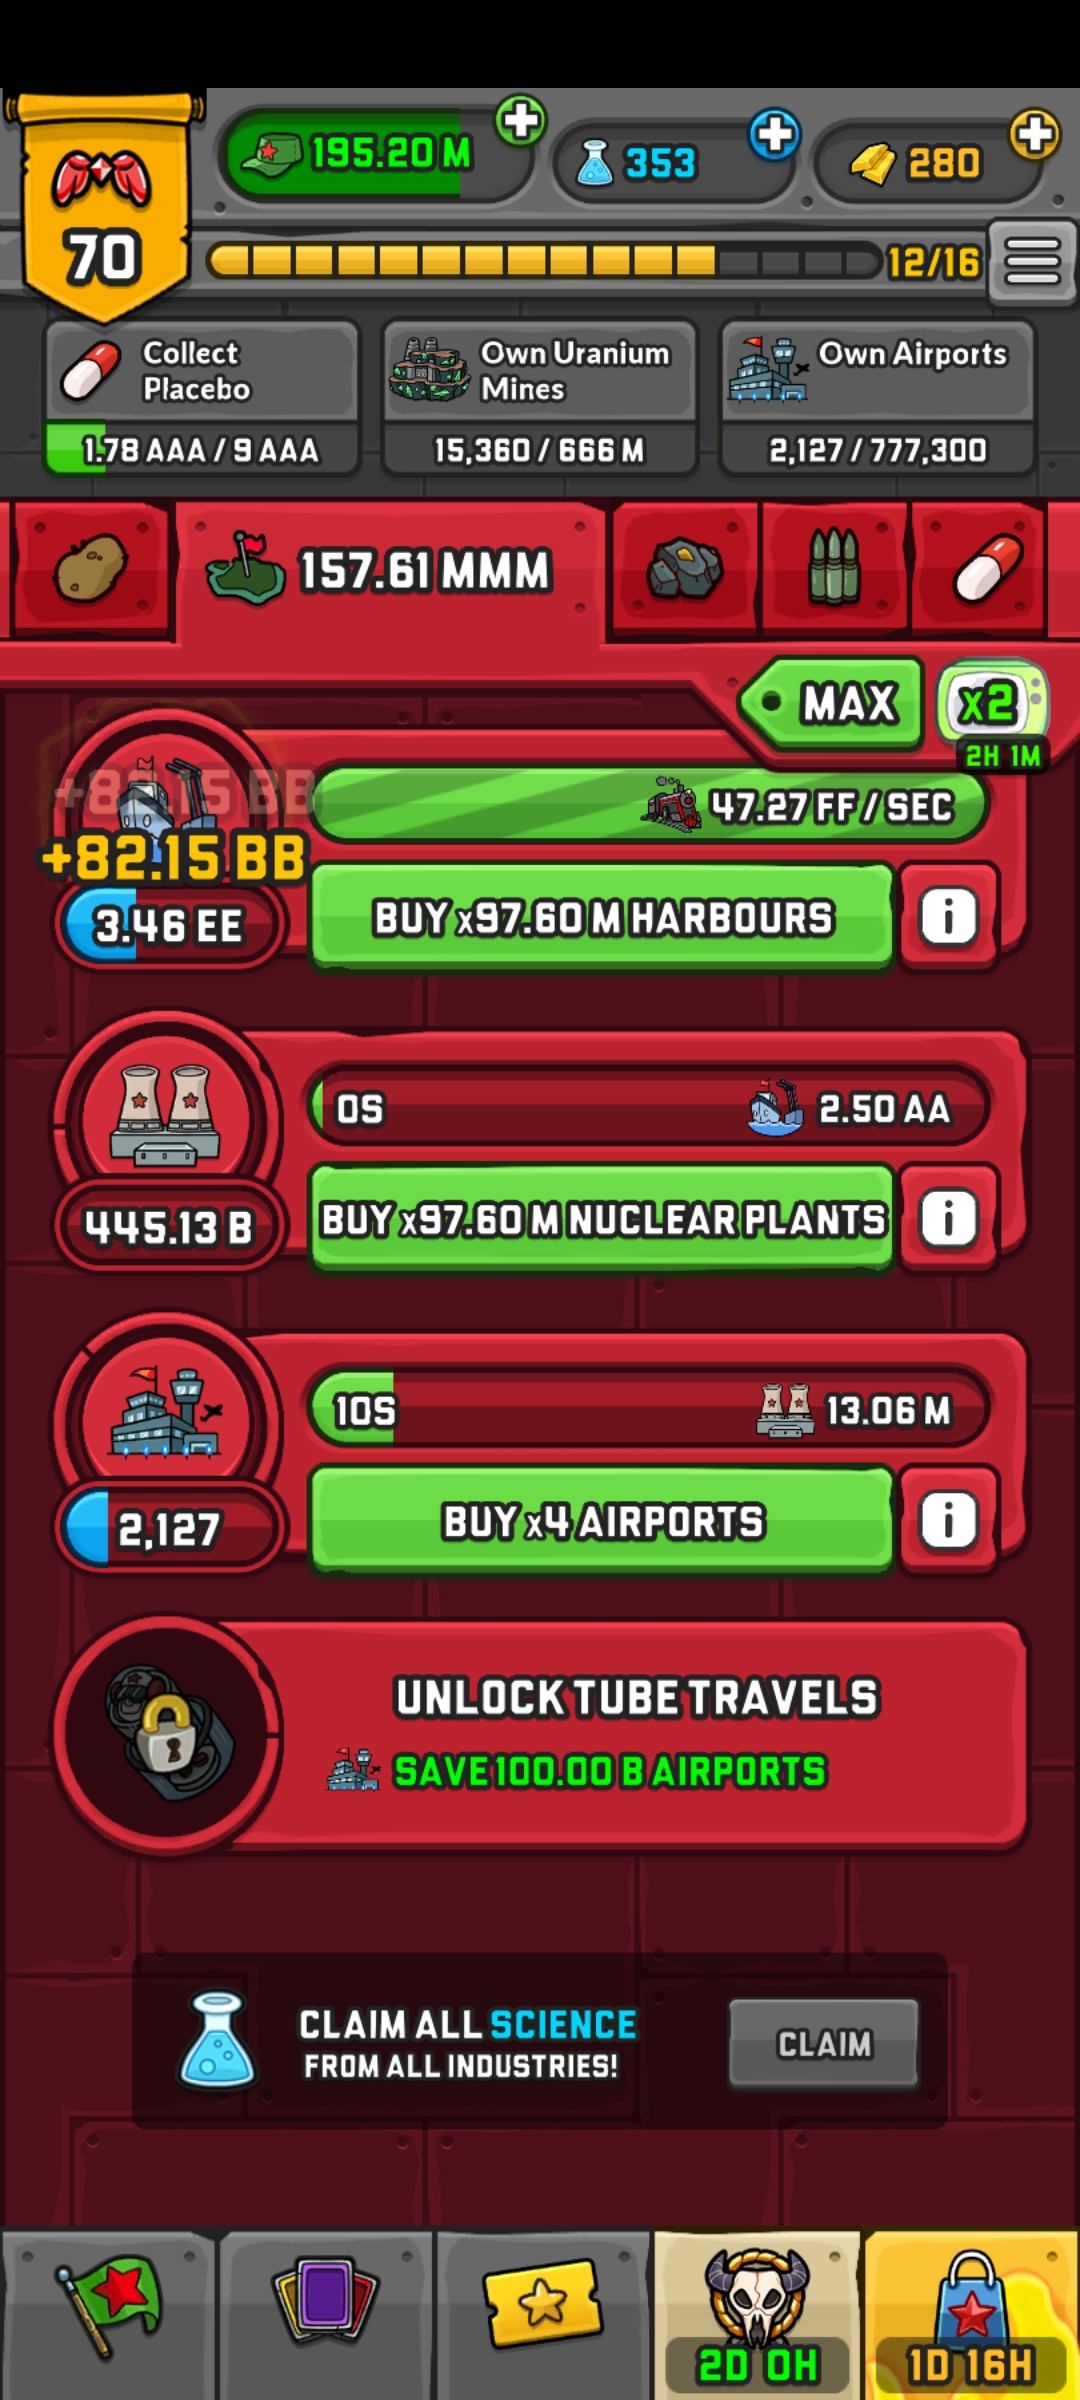 195.20 M
353
280
70
12/16
Collect
Placebo
Own Uranium
Mines
Own Airports
1.78 AAA / 9 AAA
15,360 / 666 M
2,127 / 777,300
157.61 MMM
MAX
x2
2H 1M
+82.15 BB
47.27 FF / SEC
+82.15 BB
3.46 EE
BUY x97.60 M HARBOURS
i
0S
2.50 AA
445.13 B
BUY x97.60 M NUCLEAR PLANTS
i
10S
13.06 M
2,127
BUY x4 AIRPORTS
i
UNLOCK TUBE TRAVELS
SAVE 100.00 B AIRPORTS
CLAIM ALL SCIENCE
FROM ALL INDUSTRIES!
CLAIM
2D 0H
1D 16H